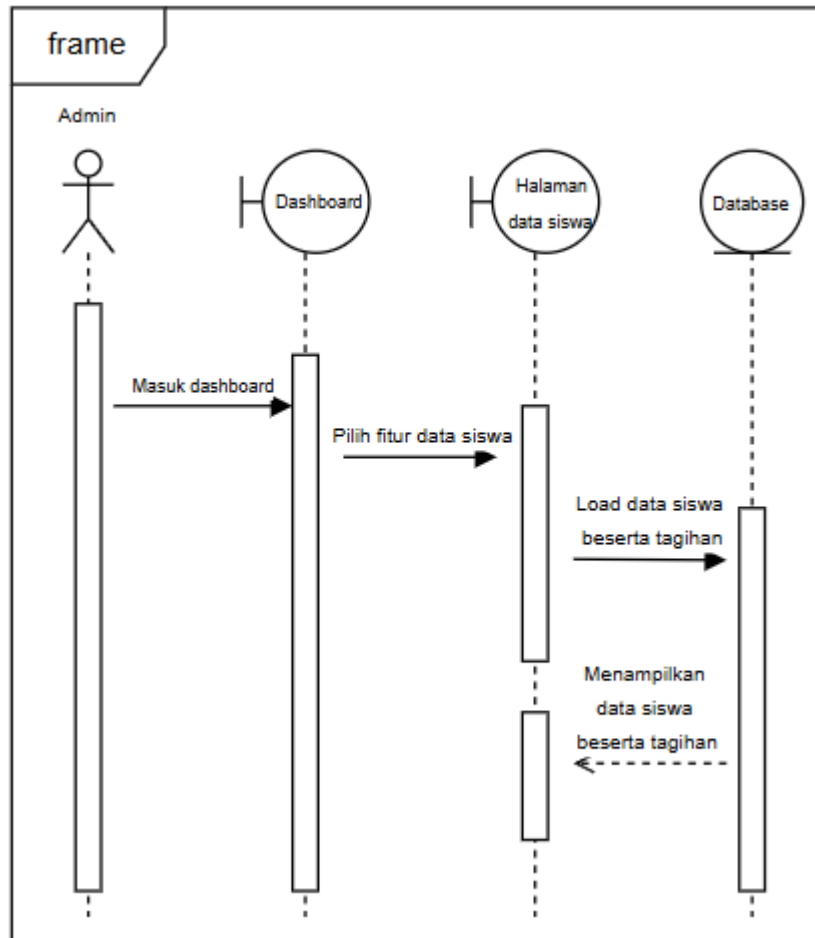 frame
Admin
Dashboard
Halaman
data siswa
Database
Masuk dashboard
Pilih fitur data siswa
Load data siswa
beserta tagihan
Menampilkan
data siswa
beserta tagihan